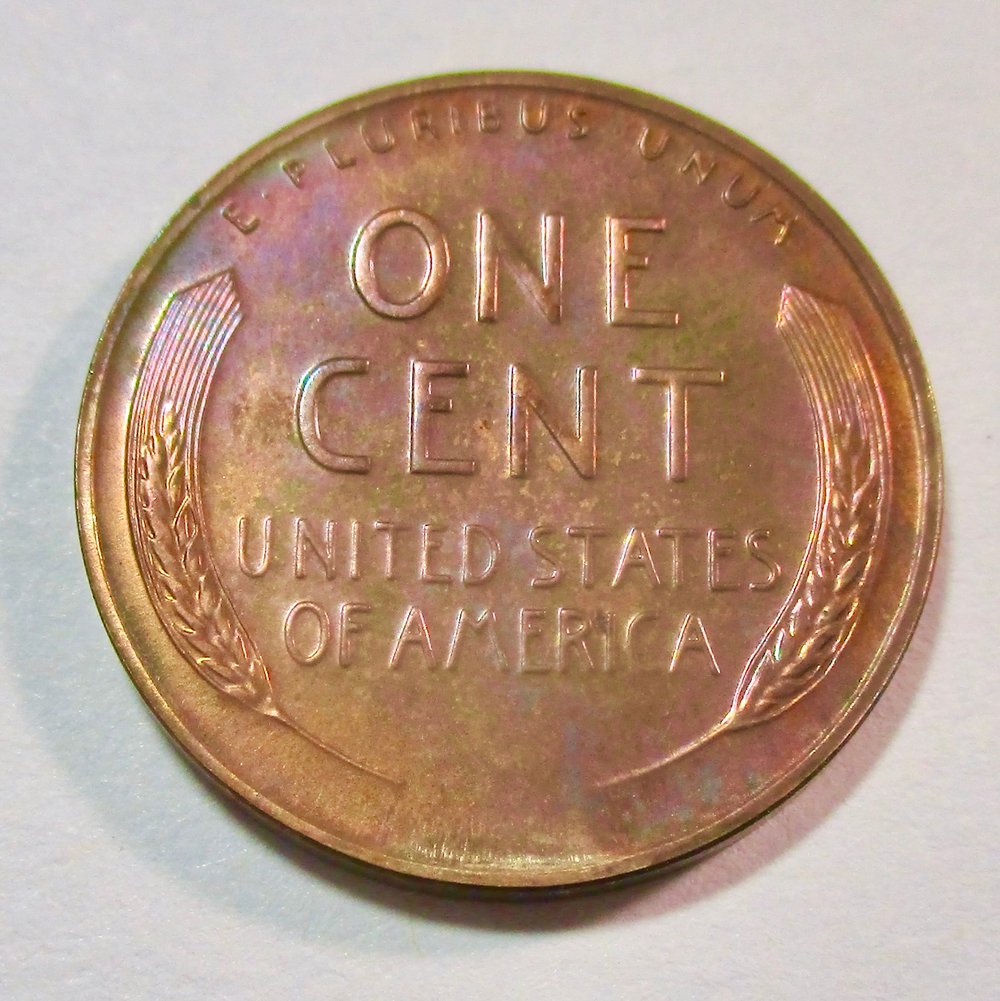 E·PLURIBUS UNUM
ONE
CENT
UNITED STATES
OF AMERICA